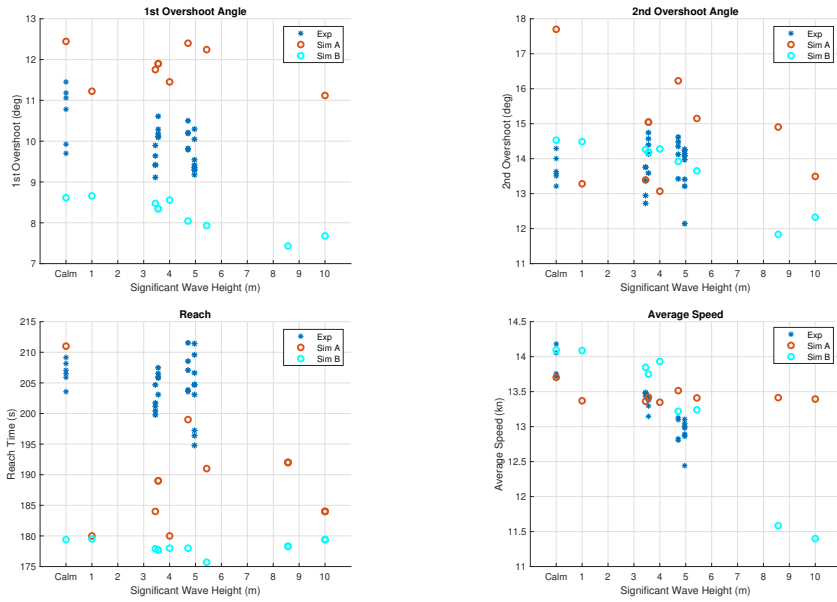 1st Overshoot Angle
13
12
11
10
9
8
7
1st Overshoot (deg)
Calm 1 2 3 4 5 6 7 8 9 10
Significant Wave Height (m)
Exp
Sim A
Sim B
2nd Overshoot Angle
18
17
16
15
14
13
12
11
2nd Overshoot (deg)
Calm 1 2 3 4 5 6 7 8 9 10
Significant Wave Height (m)
Exp
Sim A
Sim B
Reach
215
210
205
200
195
190
185
180
175
Reach Time (s)
Calm 1 2 3 4 5 6 7 8 9 10
Significant Wave Height (m)
Exp
Sim A
Sim B
Average Speed
14.5
14
13.5
13
12.5
12
11.5
11
Average Speed (kn)
Calm 1 2 3 4 5 6 7 8 9 10
Significant Wave Height (m)
Exp
Sim A
Sim B